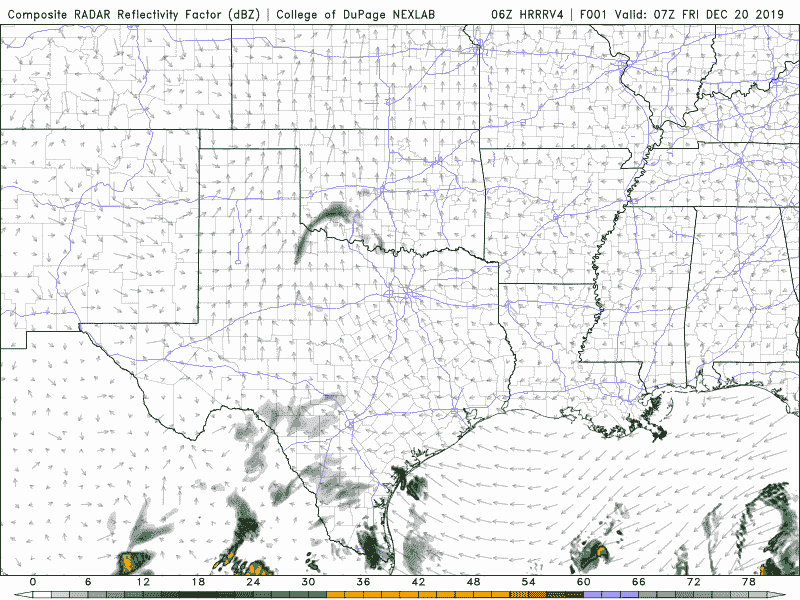 Composite RADAR Reflectivity Factor (dBZ) | College of DuPage NEXLAB 06Z HRRRV4 | F001 Valid: 07Z FRI DEC 20 2019
0 6 12 18 24 30 36 42 48 54 60 66 72 78